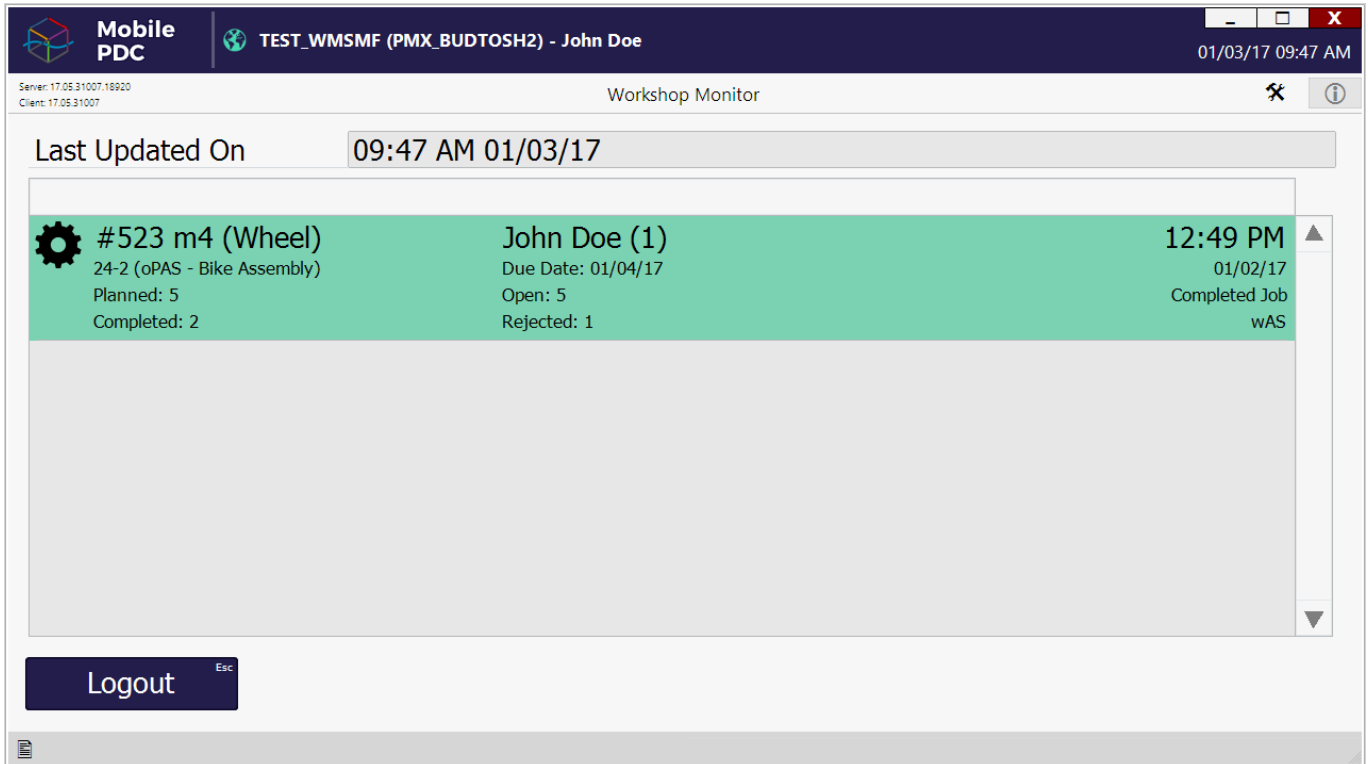 Mobile
PDC
TEST_WMSMF (PMX_BUDTOSH2) - John Doe
X
01/03/17 09:47 AM
Server: 17.05.31007.18920
Client: 17.05.31007
Workshop Monitor
Last Updated On 09:47 AM 01/03/17
#523 m4 (Wheel) John Doe (1) 12:49 PM
24-2 (oPAS - Bike Assembly) Due Date: 01/04/17 01/02/17
Planned: 5 Open: 5 Completed Job
Completed: 2 Rejected: 1 wAS
Logout Esc